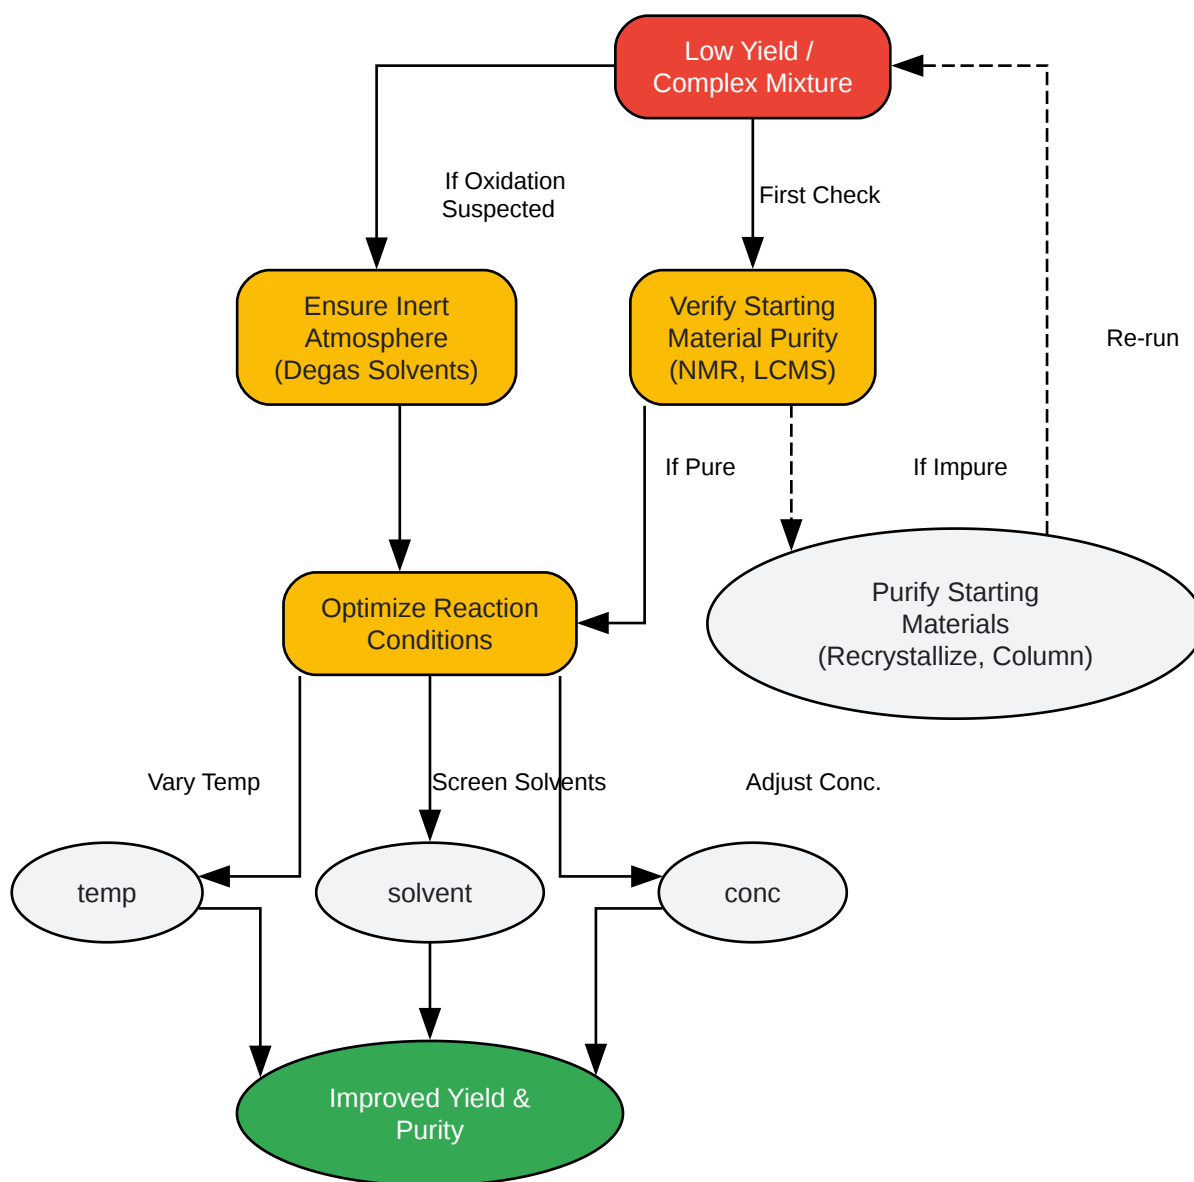 Low Yield /
Complex Mixture
If Oxidation
Suspected
First Check
Ensure Inert
Atmosphere
(Degas Solvents)
Verify Starting
Material Purity
(NMR, LCMS)
Re-run
If Pure
If Impure
Optimize Reaction
Conditions
Purify Starting
Materials
(Recrystallize, Column)
Vary Temp
Screen Solvents
Adjust Conc.
temp
solvent
conc
Improved Yield &
Purity